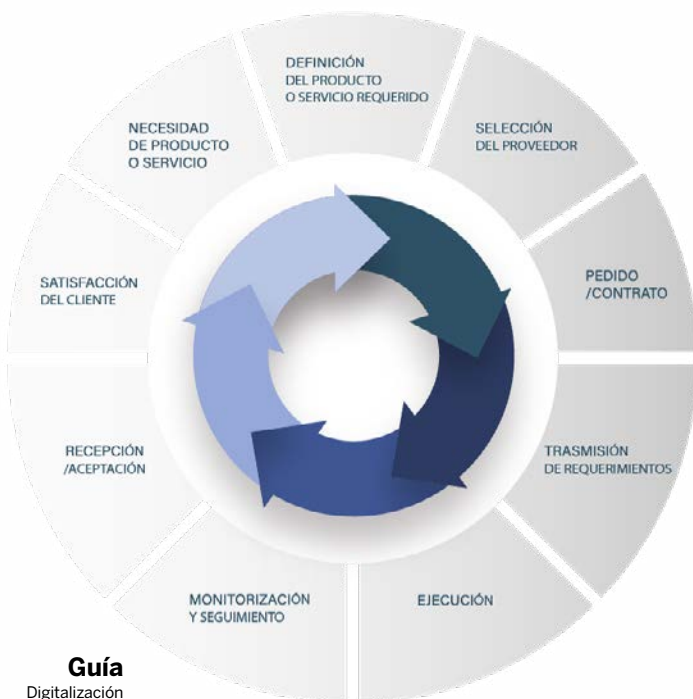 DEFINICIÓN
DEL PRODUCTO
O SERVICIO REQUERIDO
SELECCIÓN
DEL PROVEEDOR
PEDIDO
/CONTRATO
TRASMISIÓN
DE REQUERIMIENTOS
EJECUCIÓN
MONITORIZACIÓN
Y SEGUIMIENTO
RECEPCIÓN
/ACEPTACIÓN
SATISFACCIÓN
DEL CLIENTE
NECESIDAD
DE PRODUCTO
O SERVICIO
Guía
Digitalización